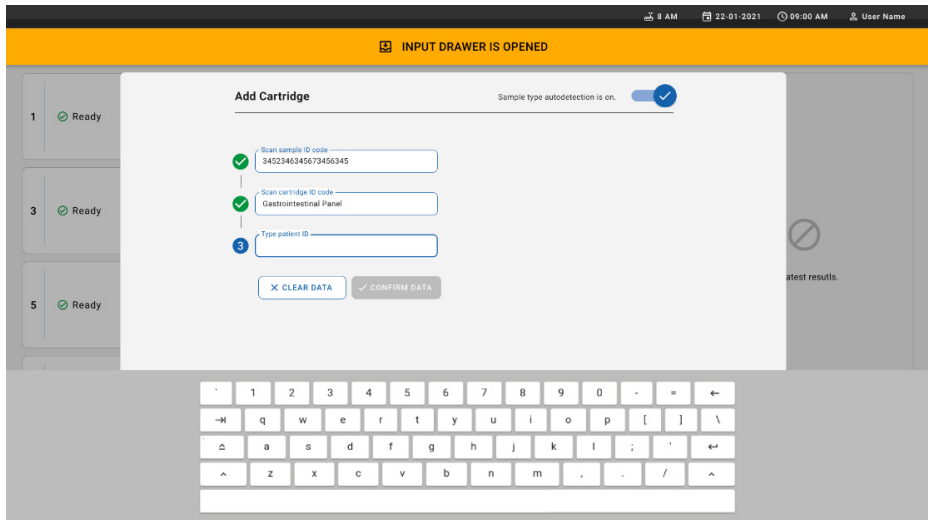 8 AM 22-01-2021 09:00 AM User Name
INPUT DRAWER IS OPENED
Add Cartridge
Sample type autodetection is on.
1 Ready
Scan sample ID code
3452346345673456345
Scan cartridge ID code
Gastrointestinal Panel
3 Ready
Type patient ID
3
atest resutls.
CLEAR DATA
CONFIRM DATA
5 Ready
` 1 2 3 4 5 6 7 8 9 0 - =
q w e r t y u i o p [ ] \
a s d f g h j k l ; '
z x c v b n m , . /